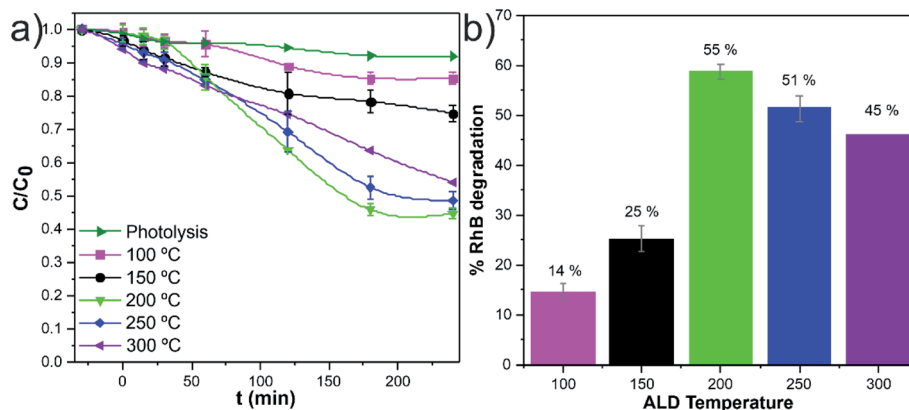 a)
C/C0
1.0
0.9
0.8
0.7
0.6
0.5
0.4
0.3
0.2
0.1
0.0
Photolysis
100 ºC
150 ºC
200 ºC
250 ºC
300 ºC
0 50 100 150 200
t (min)
b)
% RhB degradation
70
60
50
40
30
20
10
0
14 %
25 %
55 %
51 %
45 %
100 150 200 250 300
ALD Temperature